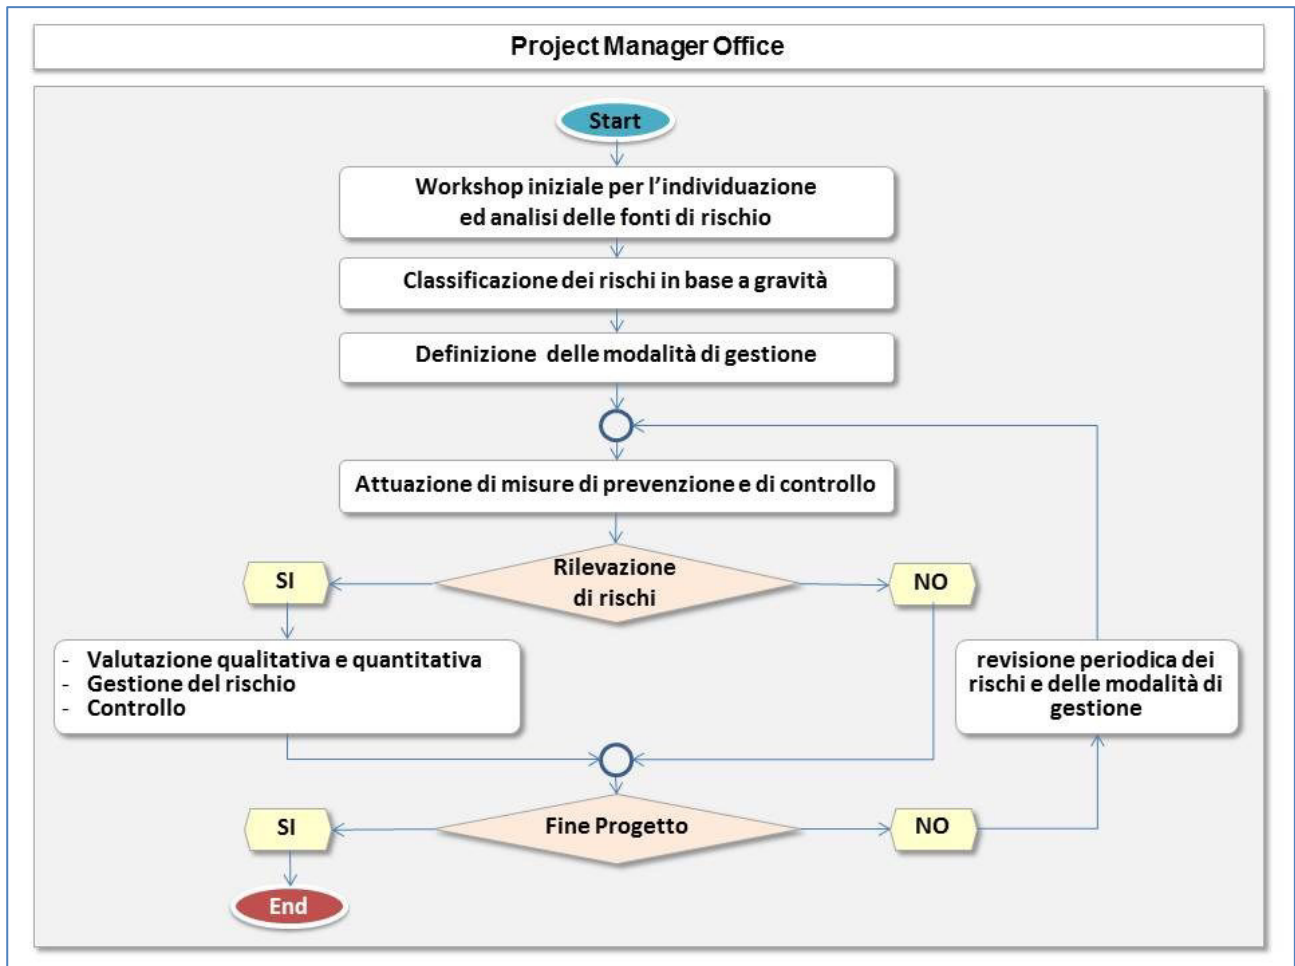 Project Manager Office
Start
Workshop iniziale per l’individuazione
ed analisi delle fonti di rischio
Classificazione dei rischi in base a gravità
Definizione delle modalità di gestione
Attuazione di misure di prevenzione e di controllo
Rilevazione
di rischi
SI
NO
- Valutazione qualitativa e quantitativa
- Gestione del rischio
- Controllo
revisione periodica dei
rischi e delle modalità di
gestione
Fine Progetto
SI
NO
End